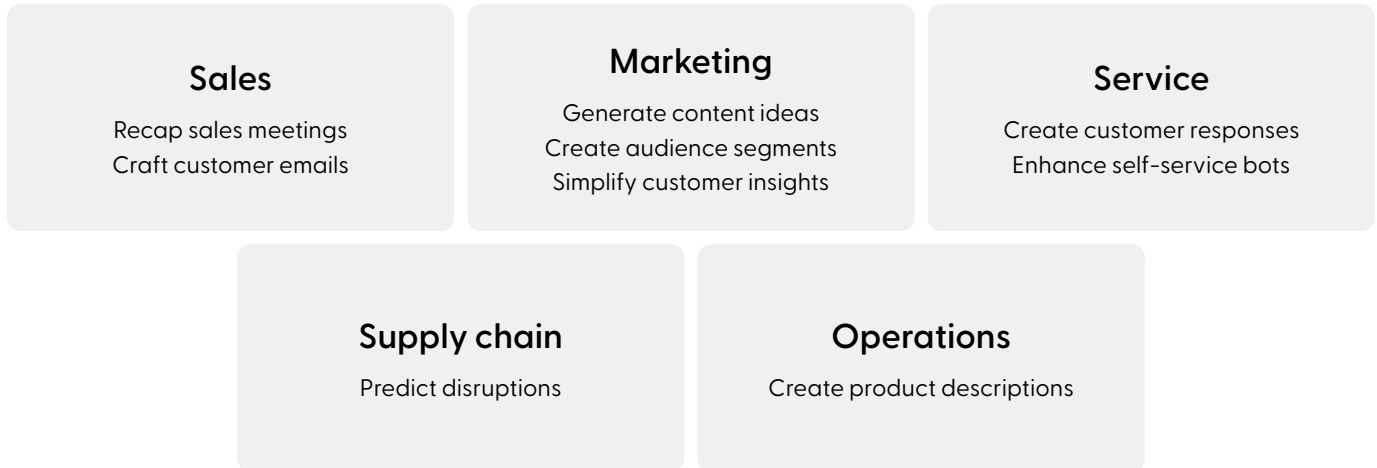 Sales
Recap sales meetings
Craft customer emails
Marketing
Generate content ideas
Create audience segments
Simplify customer insights
Service
Create customer responses
Enhance self-service bots
Supply chain
Predict disruptions
Operations
Create product descriptions